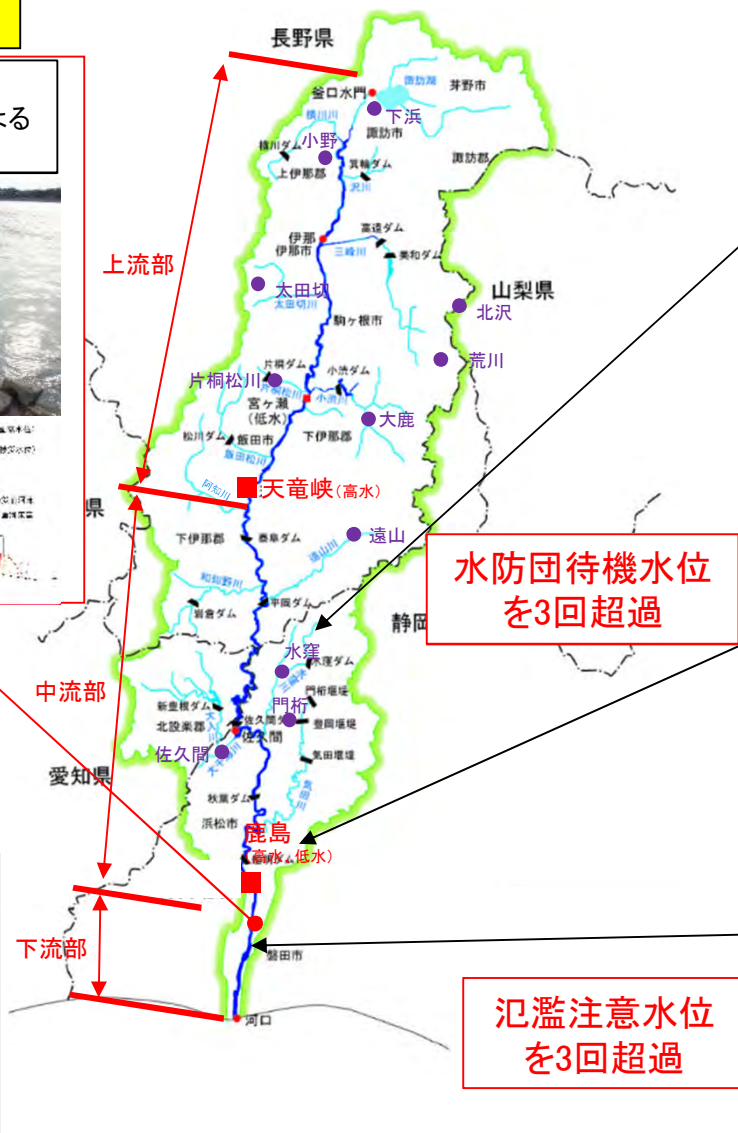 長野県
釜口水門
諏訪湖
茅野市
下浜
横川川
諏訪市
小野
横川ダム
箕輪ダム
諏訪郡
上伊那郡
沢川
高遠ダム
伊那
伊那市
三峰川
美和ダム
上流部
太田切
太田切川
山梨県
北沢
駒ヶ根市
荒川
片桐ダム
小渋ダム
片桐松川
片桐松川
小渋川
宮ヶ瀬
(低水)
大鹿
松川ダム
飯田市
下伊那郡
飯田松川
阿知川
天竜峡(高水)
県
下伊那郡
泰阜ダム
遠山
遠山川
水防団待機水位
を3回超過
和知野川
岩倉ダム
平岡ダム
静岡
水窪
水窪ダム
中流部
門桁堰堤
新豊根ダム
門桁
北設楽郡
大入川
佐久間
豊岡堰堤
佐久間
気田堰堤
愛知県
気田川
秋葉ダム
浜松市
鹿島
(高水、低水)
下流部
磐田市
氾濫注意水位
を3回超過
河口